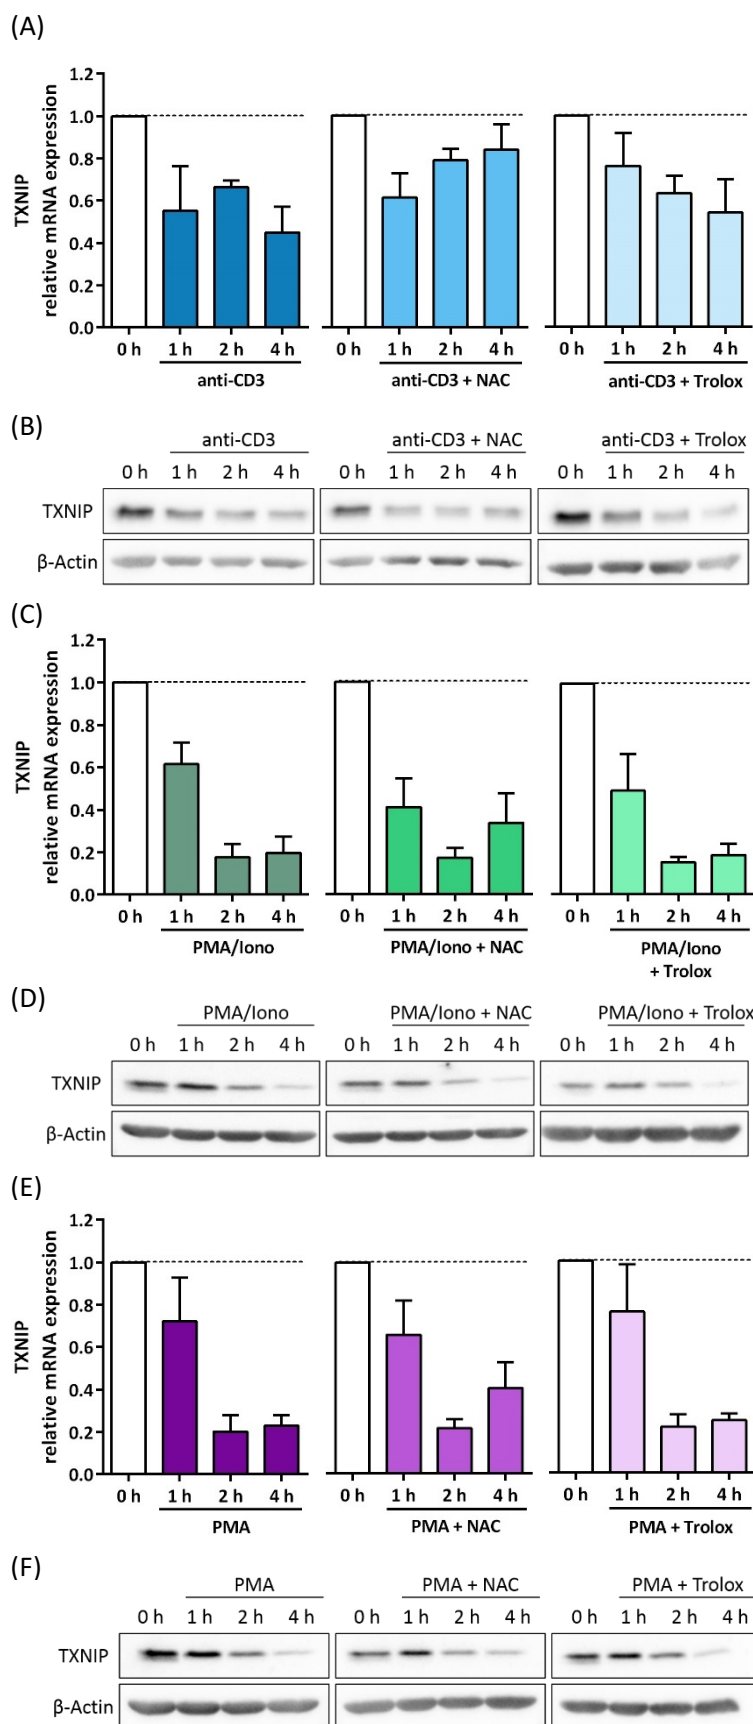 (A)
TXNIP
relative mRNA expression
1.2
1.0
0.8
0.6
0.4
0.2
0.0
0 h 1 h 2 h 4 h 0 h 1 h 2 h 4 h 0 h 1 h 2 h 4 h
anti-CD3 anti-CD3 + NAC anti-CD3 + Trolox
(B)
anti-CD3 anti-CD3 + NAC anti-CD3 + Trolox
0 h 1 h 2 h 4 h 0 h 1 h 2 h 4 h 0 h 1 h 2 h 4 h
TXNIP
β-Actin
(C)
TXNIP
relative mRNA expression
1.2
1.0
0.8
0.6
0.4
0.2
0.0
0 h 1 h 2 h 4 h 0 h 1 h 2 h 4 h 0 h 1 h 2 h 4 h
PMA/Iono PMA/Iono + NAC PMA/Iono
+ Trolox
(D)
PMA/Iono PMA/Iono + NAC PMA/Iono + Trolox
0 h 1 h 2 h 4 h 0 h 1 h 2 h 4 h 0 h 1 h 2 h 4 h
TXNIP
β-Actin
(E)
TXNIP
relative mRNA expression
1.2
1.0
0.8
0.6
0.4
0.2
0.0
0 h 1 h 2 h 4 h 0 h 1 h 2 h 4 h 0 h 1 h 2 h 4 h
PMA PMA + NAC PMA + Trolox
(F)
PMA PMA + NAC PMA + Trolox
0 h 1 h 2 h 4 h 0 h 1 h 2 h 4 h 0 h 1 h 2 h 4 h
TXNIP
β-Actin